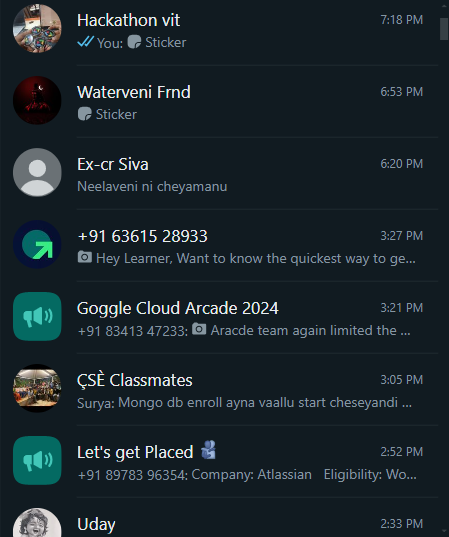 Hackathon vit
7:18 PM
You: Sticker
Waterveni Frnd
6:53 PM
Sticker
Ex-cr Siva
6:20 PM
Neelaveni ni cheyamanu
+91 63615 28933
3:27 PM
Hey Learner, Want to know the quickest way to ge...
Goggle Cloud Arcade 2024
3:21 PM
+91 83413 47233: Aracde team again limited the ...
ÇSÈ Classmates
3:05 PM
Surya: Mongo db enroll ayna vaallu start cheseyandi ...
Let's get Placed 🫂
2:52 PM
+91 89783 96354: Company: Atlassian Eligibility: Wo...
Uday
2:33 PM